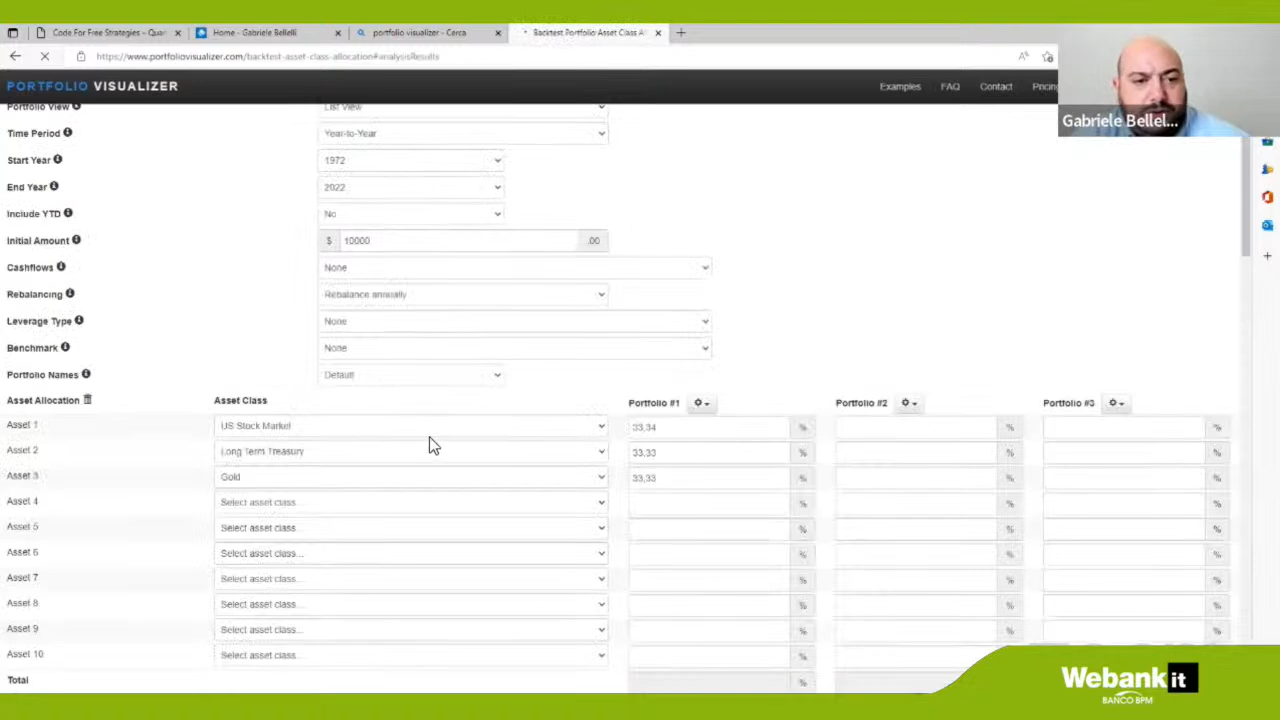 Code For Free Strategies – Qua
Home - Gabriele Bellelli
portfolio visualizer - Cerca
Backtest Portfolio Asset Class Al
https://www.portfoliovisualizer.com/backtest-asset-class-allocation#analysisResults
PORTFOLIO VISUALIZER
Examples FAQ Contact Pricing
Gabriele Bellel...
Portfolio View List View
Time Period Year-to-Year
Start Year 1972
End Year 2022
Include YTD No
Initial Amount $ 10000 .00
Cashflows None
Rebalancing Rebalance annually
Leverage Type None
Benchmark None
Portfolio Names Default
Asset Allocation Asset Class Portfolio #1 Portfolio #2 Portfolio #3
Asset 1 US Stock Market 33,34 % % %
Asset 2 Long Term Treasury 33,33 % % %
Asset 3 Gold 33,33 % % %
Asset 4 Select asset class... % % %
Asset 5 Select asset class... % % %
Asset 6 Select asset class... % % %
Asset 7 Select asset class... % % %
Asset 8 Select asset class... % % %
Asset 9 Select asset class... % % %
Asset 10 Select asset class... %
Total %
Webank it
BANCO BPM